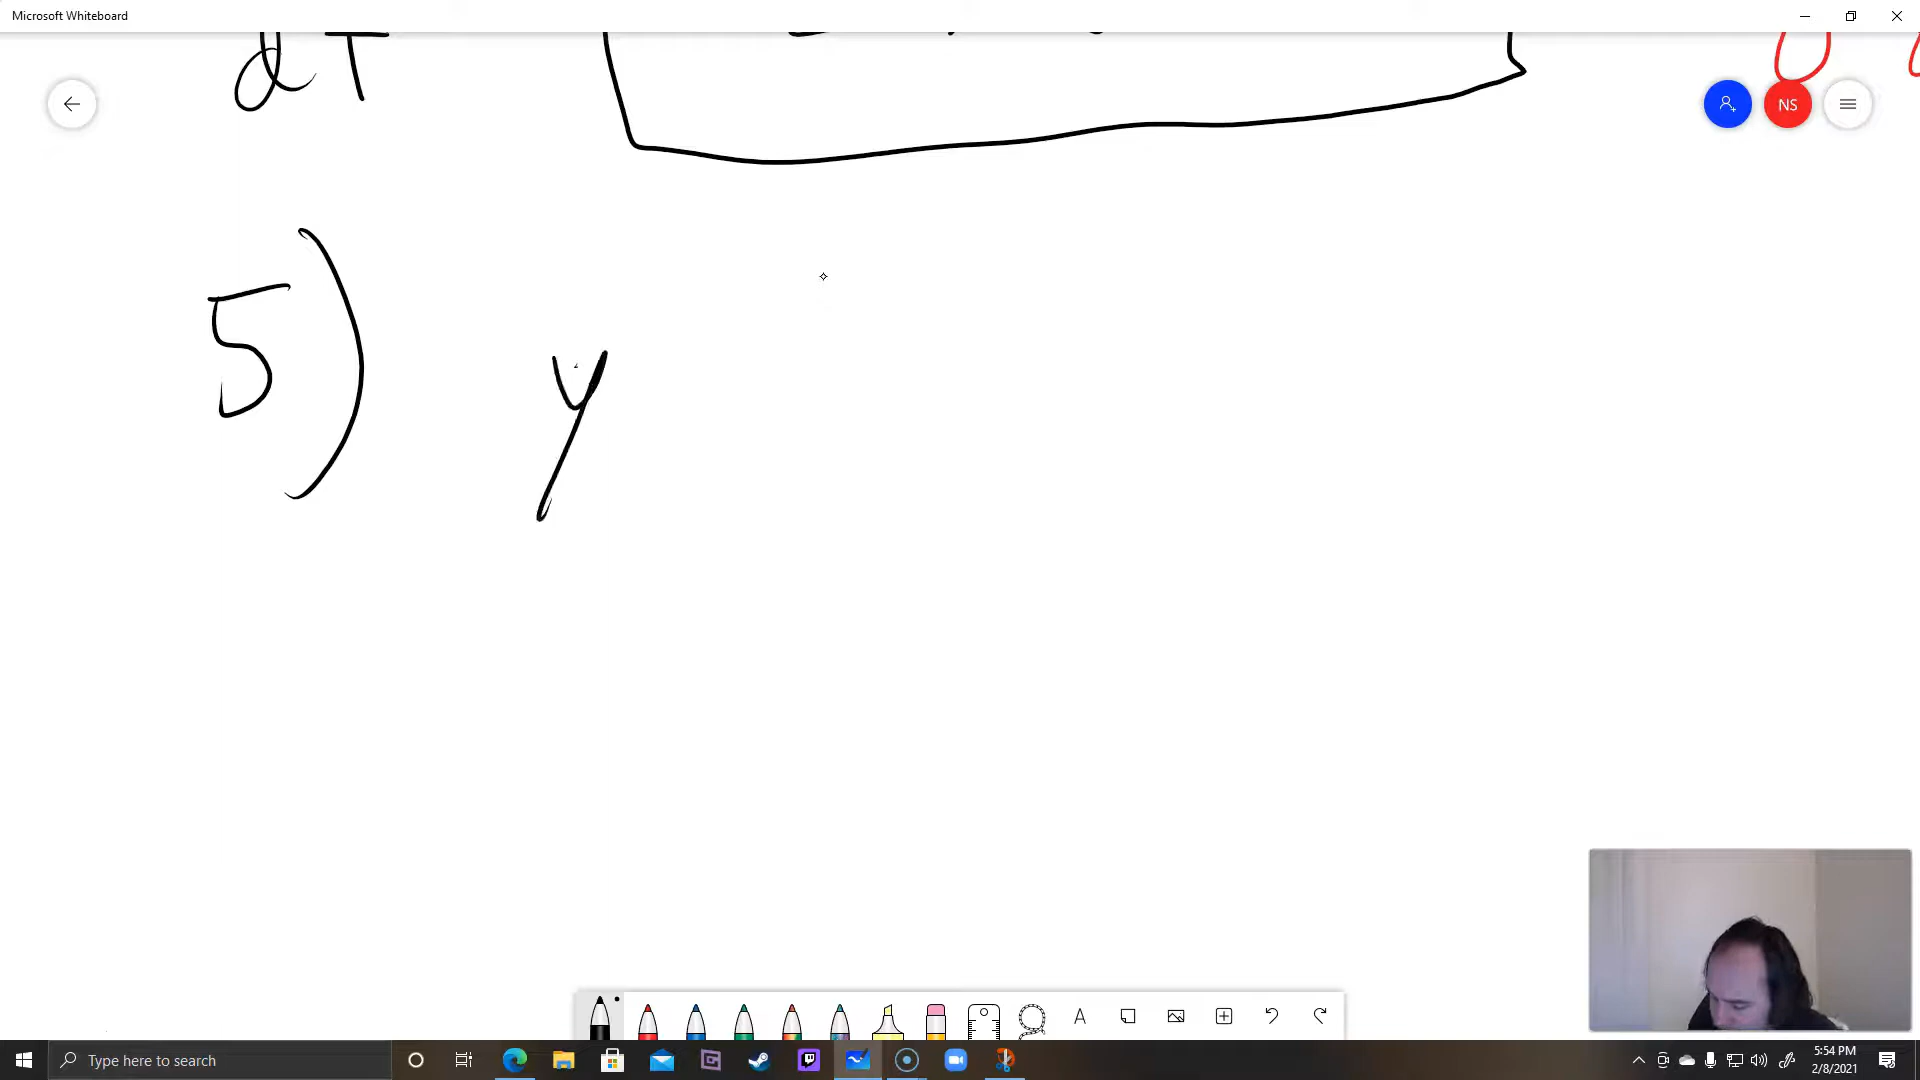 Microsoft Whiteboard
dT
NS
5) y
A
Type here to search
5:54 PM
2/8/2021